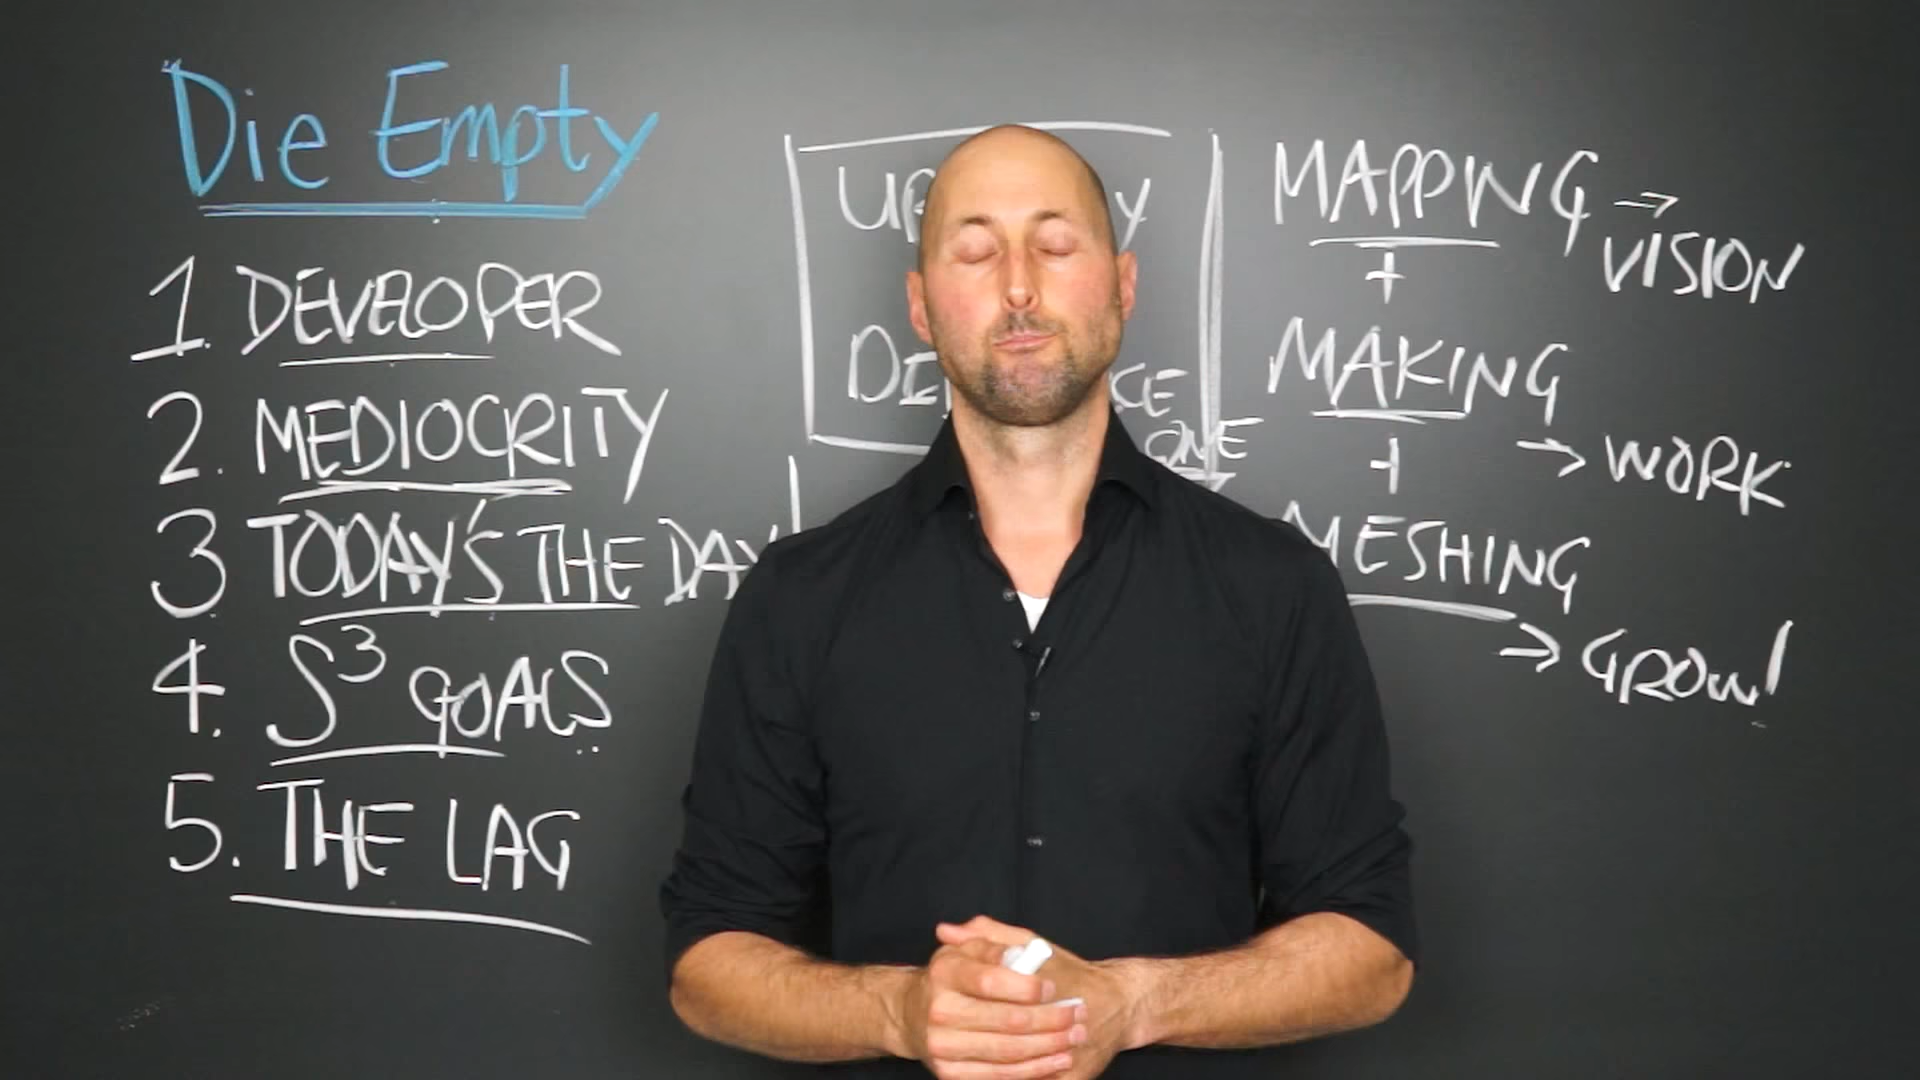 Die Empty
1. DEVELOPER
2. MEDIOCRITY
3 TODAY'S THE DAY
4. S³ GOALS
5. THE LAG
MAPPING → VISION
+
MAKING → WORK
+
MESHING → GROW!